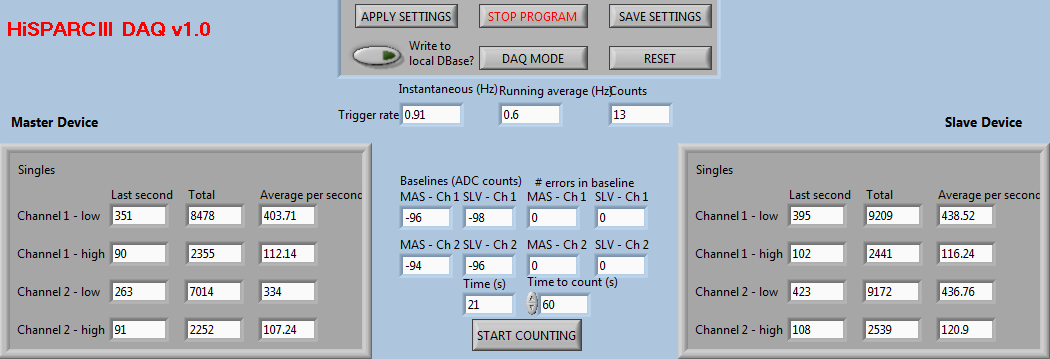 HiSPARCIII DAQ v1.0
APPLY SETTINGS STOP PROGRAM SAVE SETTINGS
Write to
local DBase?
DAQ MODE RESET
Instantaneous (Hz) Running average (Hz) Counts
Trigger rate 0.91 0.6 13
Master Device
Slave Device
Singles
Last second Total Average per second
Channel 1 - low 351 8478 403.71
Channel 1 - high 90 2355 112.14
Channel 2 - low 263 7014 334
Channel 2 - high 91 2252 107.24
Baselines (ADC counts) # errors in baseline
MAS - Ch 1 SLV - Ch 1 MAS - Ch 1 SLV - Ch 1
-96 -98 0 0
MAS - Ch 2 SLV - Ch 2 MAS - Ch 2 SLV - Ch 2
-94 -96 0 0
Time (s) Time to count (s)
21 60
START COUNTING
Singles
Last second Total Average per second
Channel 1 - low 395 9209 438.52
Channel 1 - high 102 2441 116.24
Channel 2 - low 423 9172 436.76
Channel 2 - high 108 2539 120.9